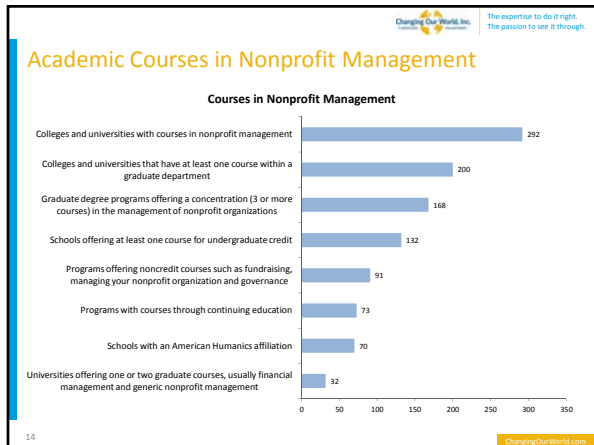 Changing Our World, Inc.
The expertise to do it right.
The passion to see it through.
Academic Courses in Nonprofit Management
Courses in Nonprofit Management
Colleges and universities with courses in nonprofit management
292
Colleges and universities that have at least one course within a
graduate department
200
Graduate degree programs offering a concentration (3 or more
courses) in the management of nonprofit organizations
168
Schools offering at least one course for undergraduate credit
132
Programs offering noncredit courses such as fundraising,
managing your nonprofit organization and governance
91
Programs with courses through continuing education
73
Schools with an American Humanics affiliation
70
Universities offering one or two graduate courses, usually financial
management and generic nonprofit management
32
0 50 100 150 200 250 300 350
14
ChangingOurWorld.com